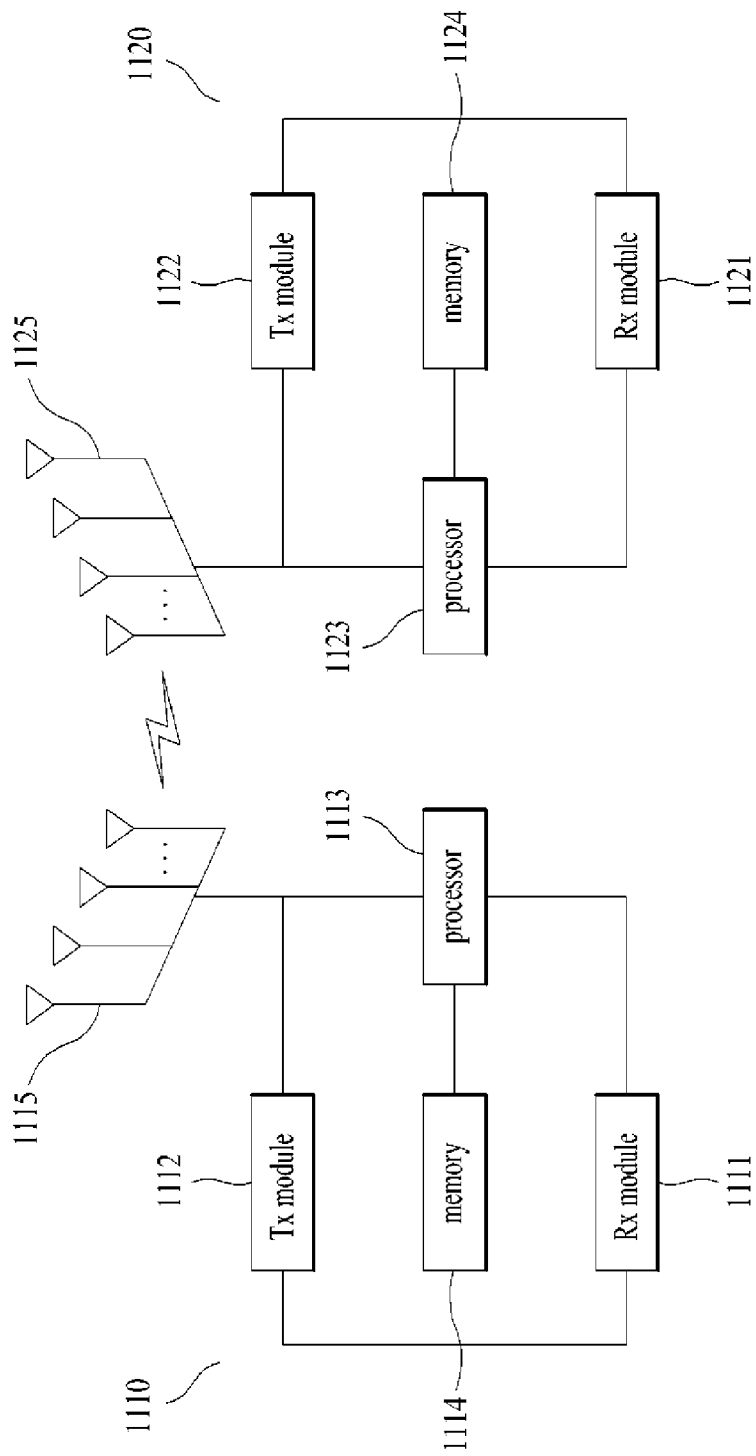 1110
1115
1125
1120
1112
Tx module
1122
Tx module
1113
memory
processor
processor
memory
1114
1123
1124
Rx module
1111
Rx module
1121